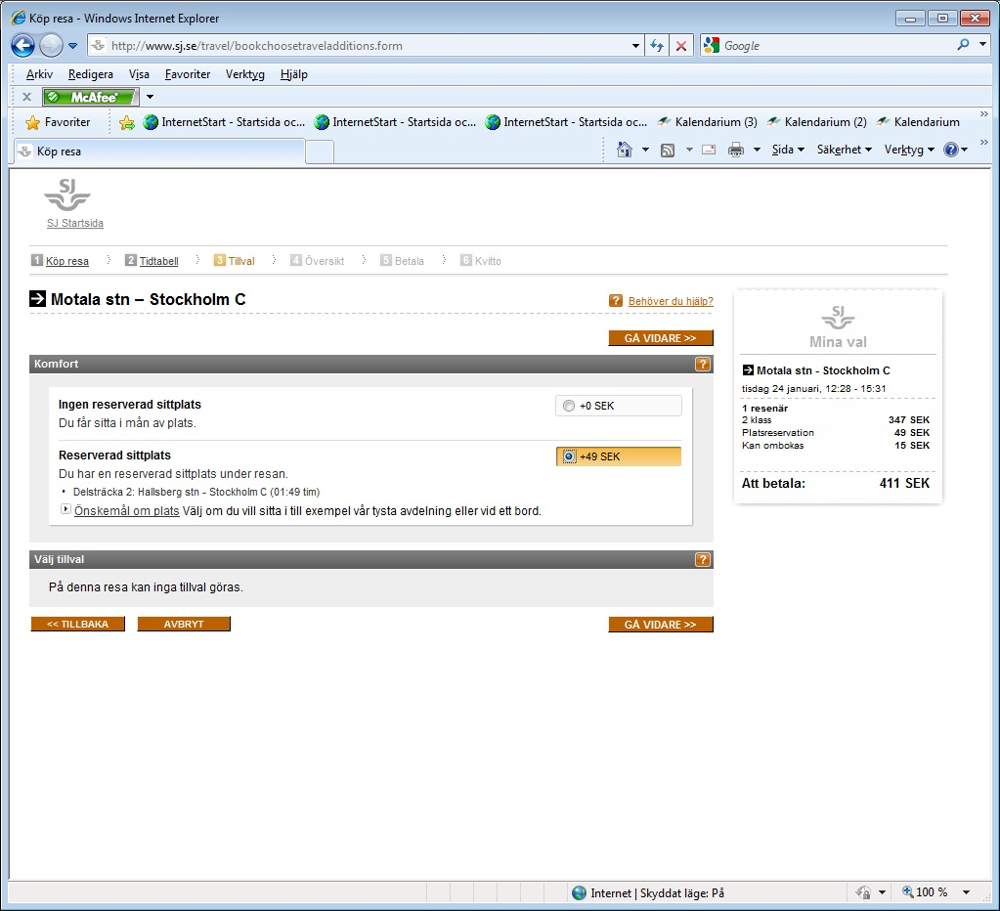 Köp resa - Windows Internet Explorer
http://www.sj.se/travel/bookchoosetraveladditions.form
Google
Arkiv Redigera Visa Favoriter Verktyg Hjälp
x McAfee
Favoriter InternetStart - Startsida oc... InternetStart - Startsida oc... InternetStart - Startsida oc... Kalendarium (3) Kalendarium (2) Kalendarium »
Köp resa
Sida Säkerhet Verktyg »
SJ
SJ Startsida
1 Köp resa 2 Tidtabell 3 Tillval 4 Översikt 5 Betala 6 Kvitto
Motala stn – Stockholm C
? Behöver du hjälp?
GÅ VIDARE >>
Komfort ?
Ingen reserverad sittplats
+0 SEK
Du får sitta i mån av plats.
Reserverad sittplats
+49 SEK
Du har en reserverad sittplats under resan.
• Delsträcka 2: Hallsberg stn - Stockholm C (01:49 tim)
Önskemål om plats Välj om du vill sitta i till exempel vår tysta avdelning eller vid ett bord.
Välj tillval ?
På denna resa kan inga tillval göras.
<< TILLBAKA AVBRYT GÅ VIDARE >>
SJ
Mina val
Motala stn - Stockholm C
tisdag 24 januari, 12:28 - 15:31
1 resenär
2 klass 347 SEK
Platsreservation 49 SEK
Kan ombokas 15 SEK
Att betala: 411 SEK
Internet | Skyddat läge: På
100 %